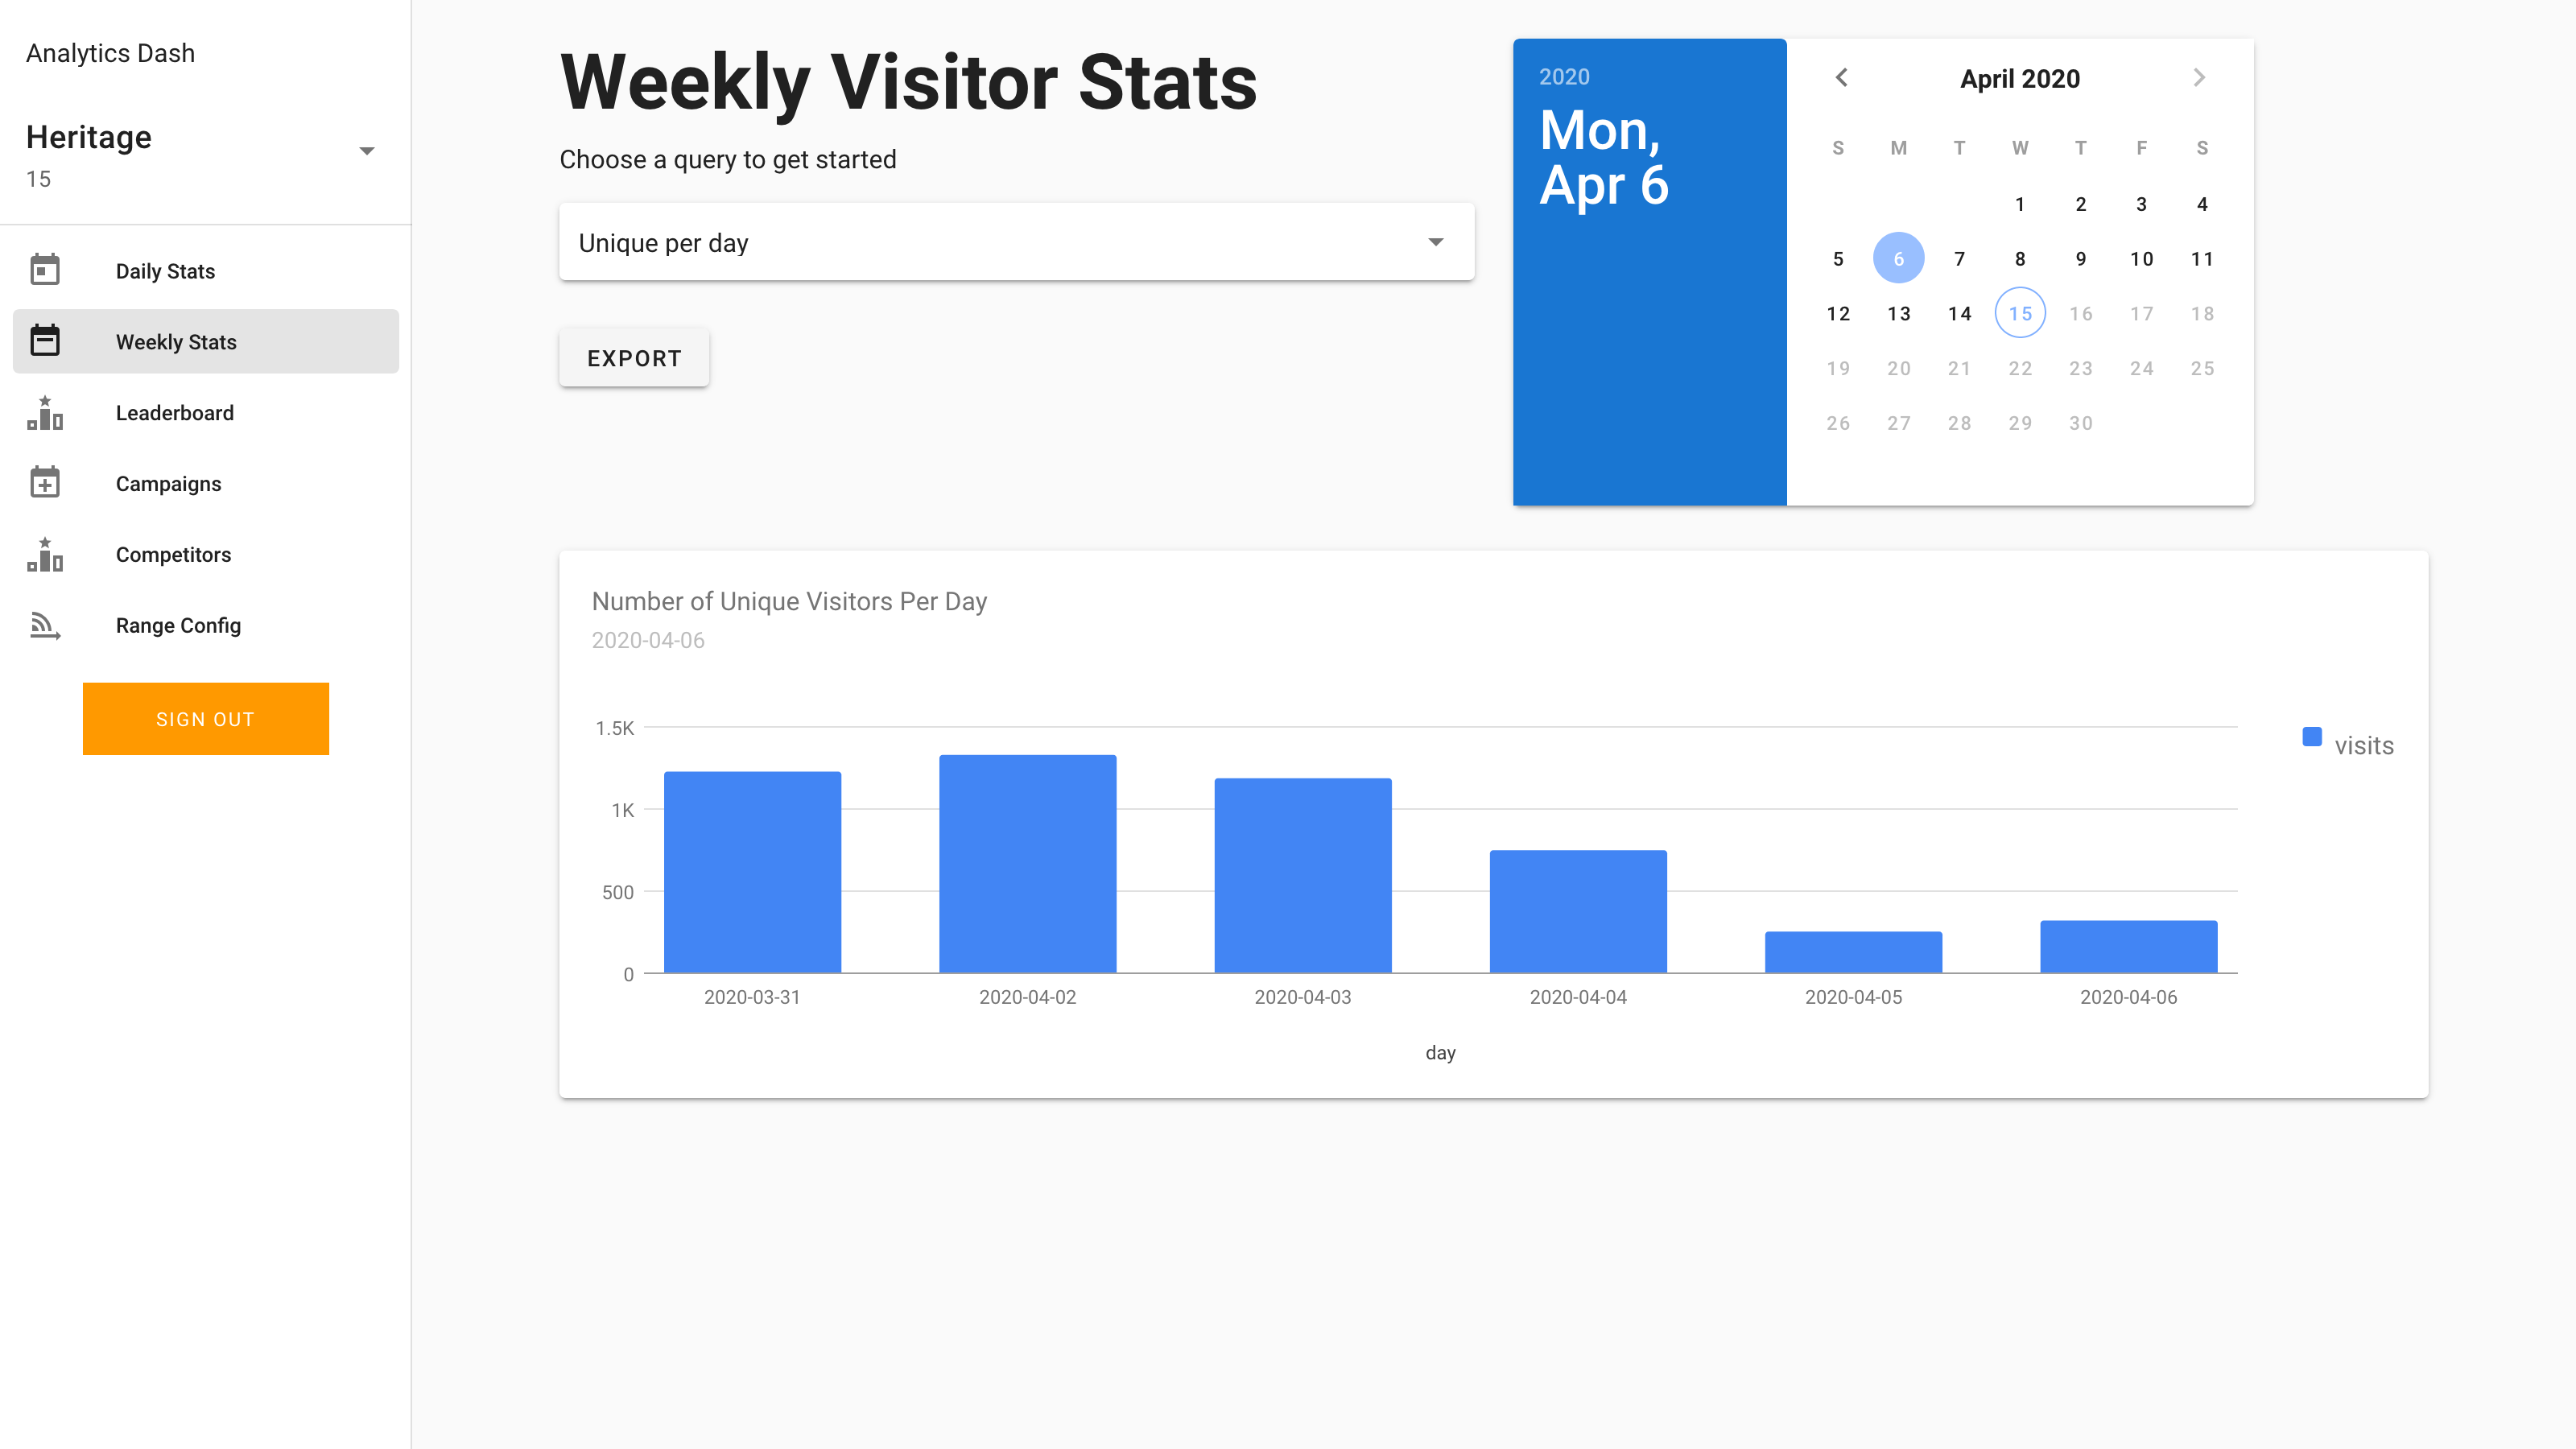 Analytics Dash
Heritage
15
Daily Stats
Weekly Stats
Leaderboard
Campaigns
Competitors
Range Config
SIGN OUT
Weekly Visitor Stats
Choose a query to get started
Unique per day
EXPORT
2020
Mon,
Apr 6
April 2020
S M T W T F S
1 2 3 4
5 6 7 8 9 10 11
12 13 14 15 16 17 18
19 20 21 22 23 24 25
26 27 28 29 30
Number of Unique Visitors Per Day
2020-04-06
1.5K
1K
500
0
visits
2020-03-31 2020-04-02 2020-04-03 2020-04-04 2020-04-05 2020-04-06
day